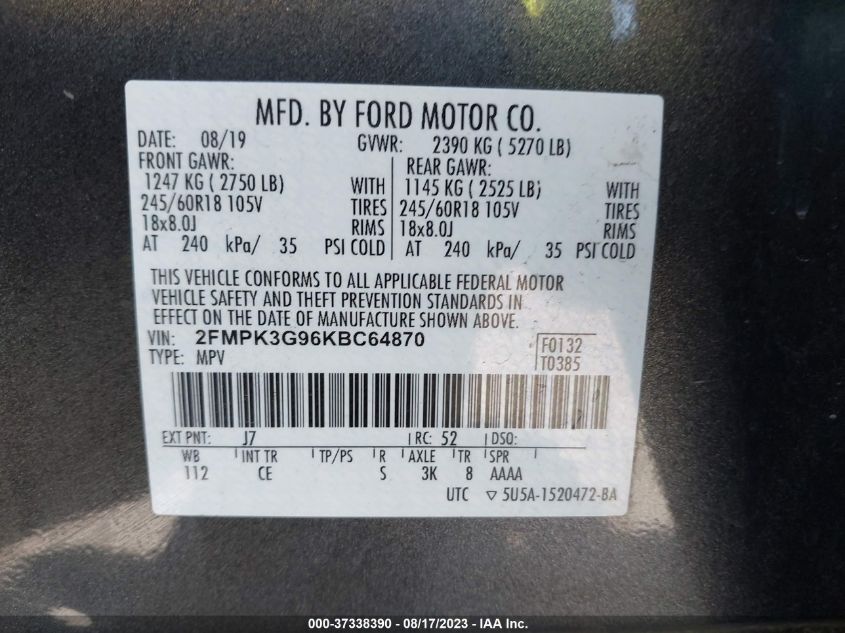 MFD. BY FORD MOTOR CO.
DATE: 08/19 GVWR: 2390 KG ( 5270 LB)
FRONT GAWR: REAR GAWR:
1247 KG ( 2750 LB) WITH 1145 KG ( 2525 LB) WITH
245/60R18 105V TIRES 245/60R18 105V TIRES
18x8.0J RIMS 18x8.0J RIMS
AT 240 kPa/ 35 PSI COLD AT 240 kPa/ 35 PSI COLD
THIS VEHICLE CONFORMS TO ALL APPLICABLE FEDERAL MOTOR
VEHICLE SAFETY AND THEFT PREVENTION STANDARDS IN
EFFECT ON THE DATE OF MANUFACTURE SHOWN ABOVE.
VIN: 2FMPK3G96KBC64870 F0132
TYPE: MPV T0385
EXT PNT: J7 RC: 52 DSO:
WB INT TR TP/PS R AXLE TR SPR
112 CE S 3K 8 AAAA
UTC ▽ 5U5A-1520472-BA
000-37338390 - 08/17/2023 - IAA Inc.